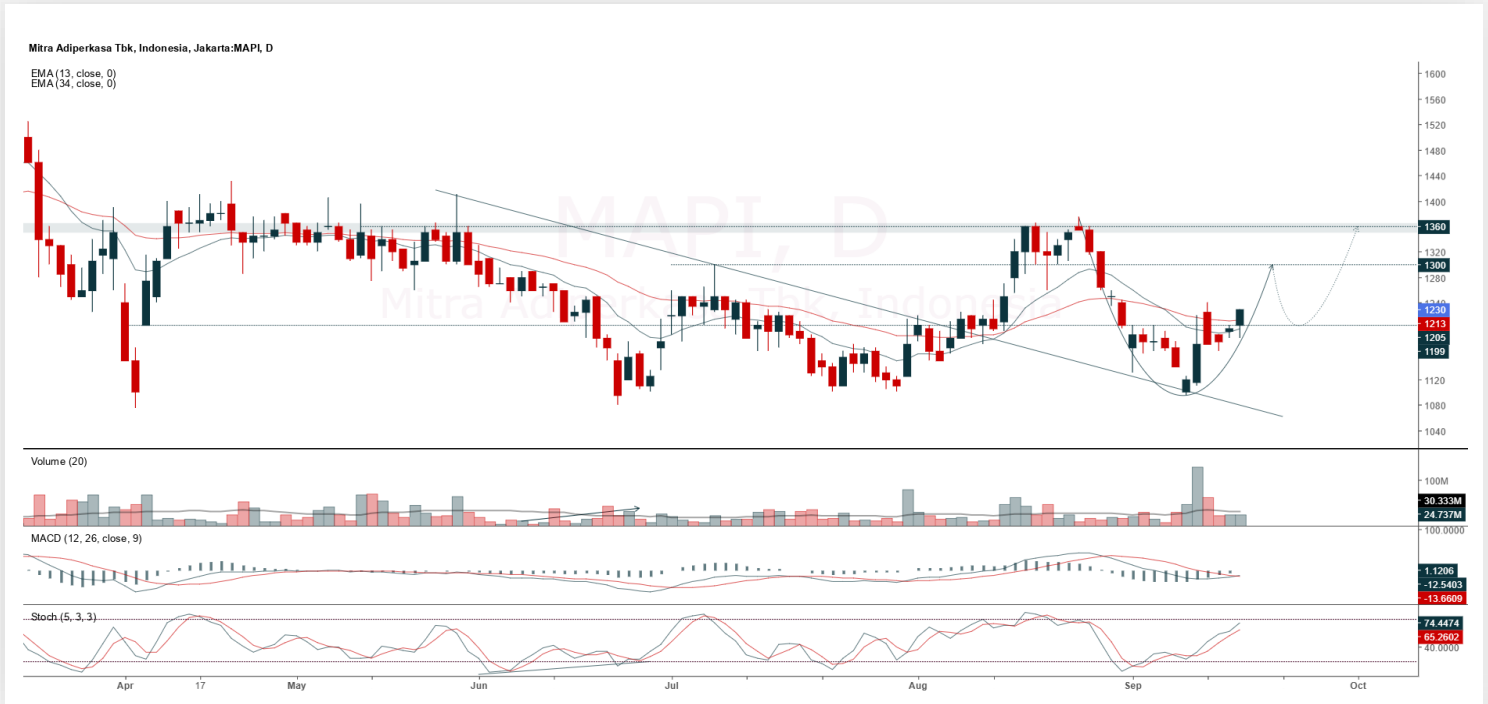 Mitra Adiperkasa Tbk, Indonesia, Jakarta:MAPI, D
EMA (13, close, 0)
EMA (34, close, 0)
MAPI, D
Mitra Adiperkasa Tbk, Indonesia
1600
1560
1520
1480
1440
1400
1360
1320
1300
1280
1240
1230
1213
1205
1199
1120
1080
1040
Volume (20)
100M
30.333M
24.737M
MACD (12, 26, close, 9)
100.0000
1.1206
-12.5403
-13.6609
Stoch (5, 3, 3)
74.4474
65.2602
40.0000
Apr 17 May Jun Jul Aug Sep Oct